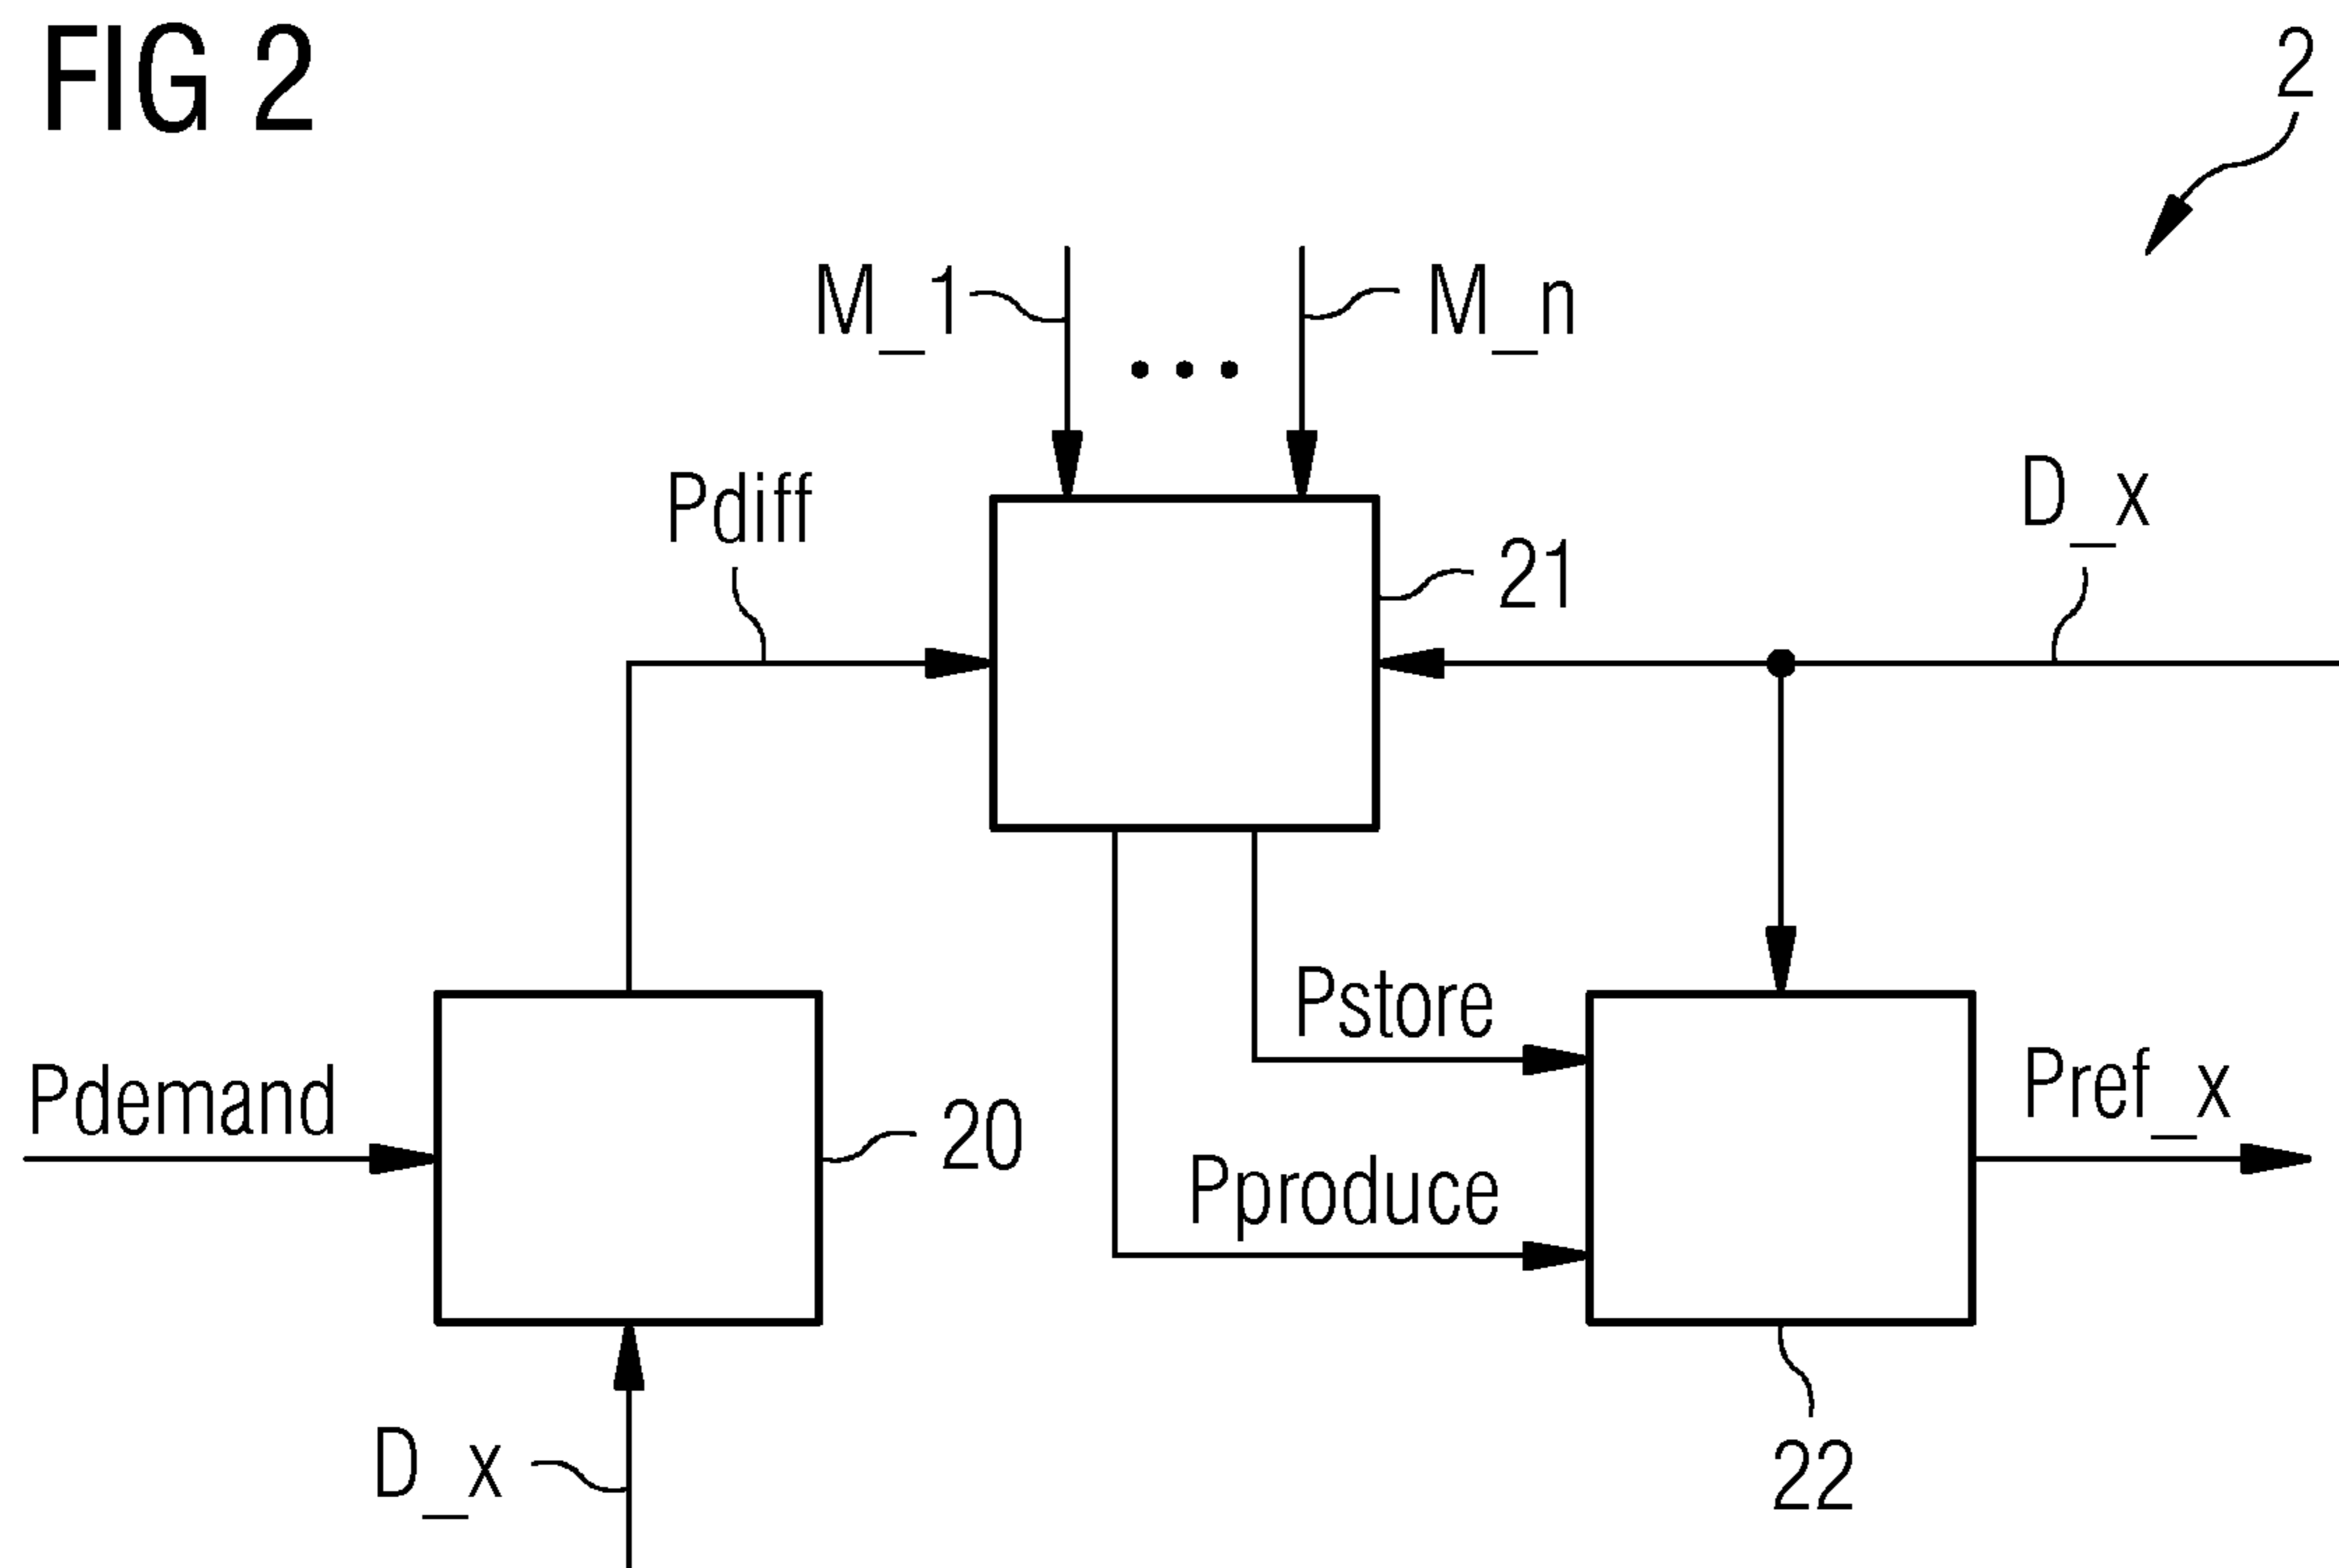 FIG 2
2
M_1
M_n
Pdiff
D_x
21
Pstore
Pdemand
20
Pref_x
Pproduce
D_x
22